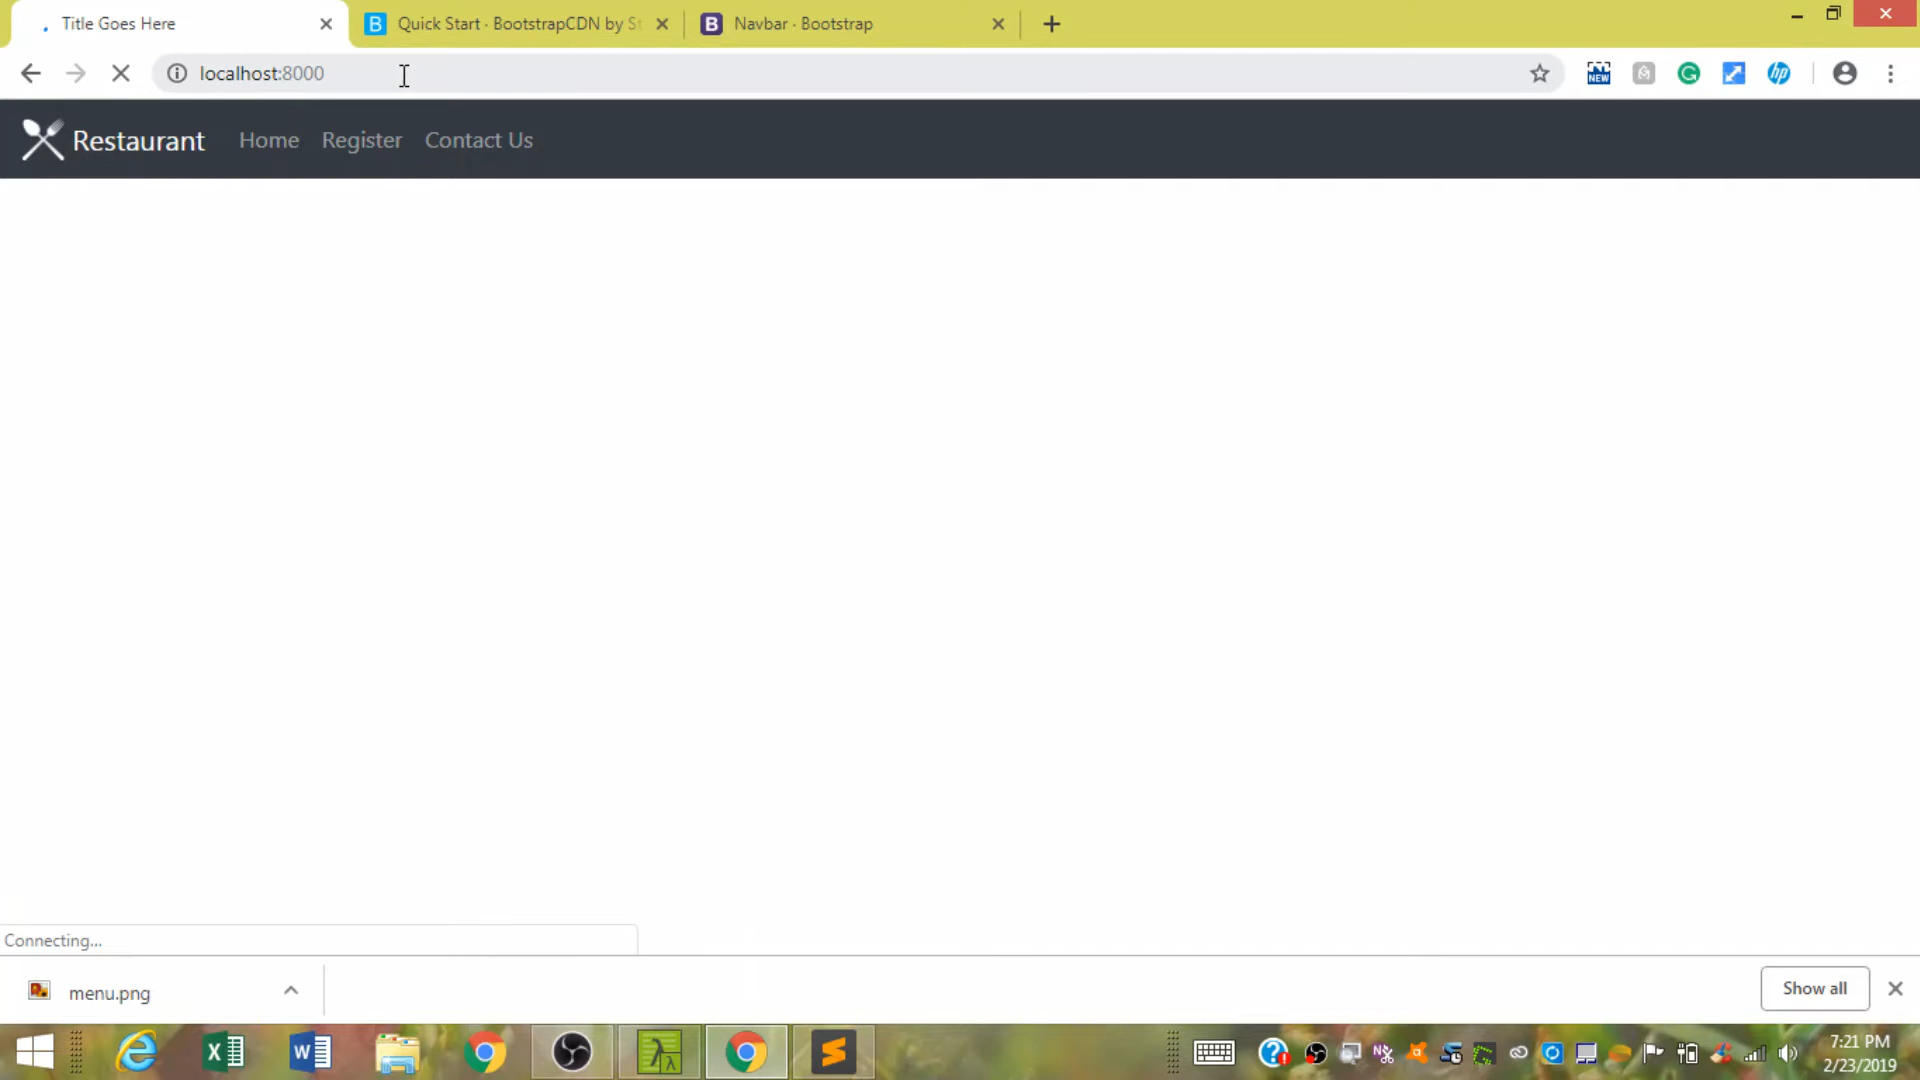 Title Goes Here
Quick Start · BootstrapCDN by St
Navbar · Bootstrap
localhost:8000
NEW
Restaurant
Home
Register
Contact Us
Connecting...
menu.png
Show all
7:21 PM
2/23/2019